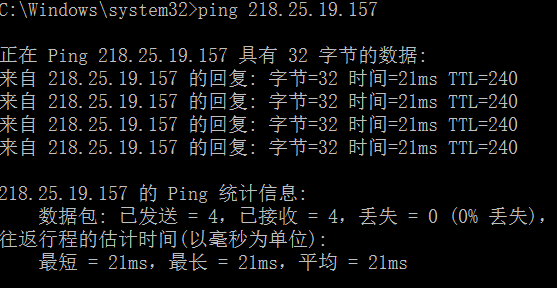 C:\Windows\system32>ping 218.25.19.157
正在 Ping 218.25.19.157 具有 32 字节的数据:
来自 218.25.19.157 的回复: 字节=32 时间=21ms TTL=240
来自 218.25.19.157 的回复: 字节=32 时间=21ms TTL=240
来自 218.25.19.157 的回复: 字节=32 时间=21ms TTL=240
来自 218.25.19.157 的回复: 字节=32 时间=21ms TTL=240
218.25.19.157 的 Ping 统计信息:
数据包: 已发送 = 4，已接收 = 4，丢失 = 0 (0% 丢失)，
往返行程的估计时间(以毫秒为单位):
最短 = 21ms，最长 = 21ms，平均 = 21ms